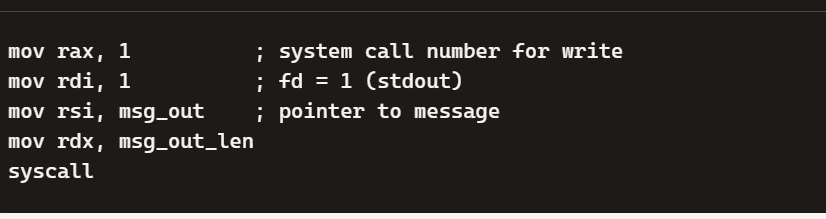 mov rax, 1          ; system call number for write
mov rdi, 1          ; fd = 1 (stdout)
mov rsi, msg_out    ; pointer to message
mov rdx, msg_out_len
syscall